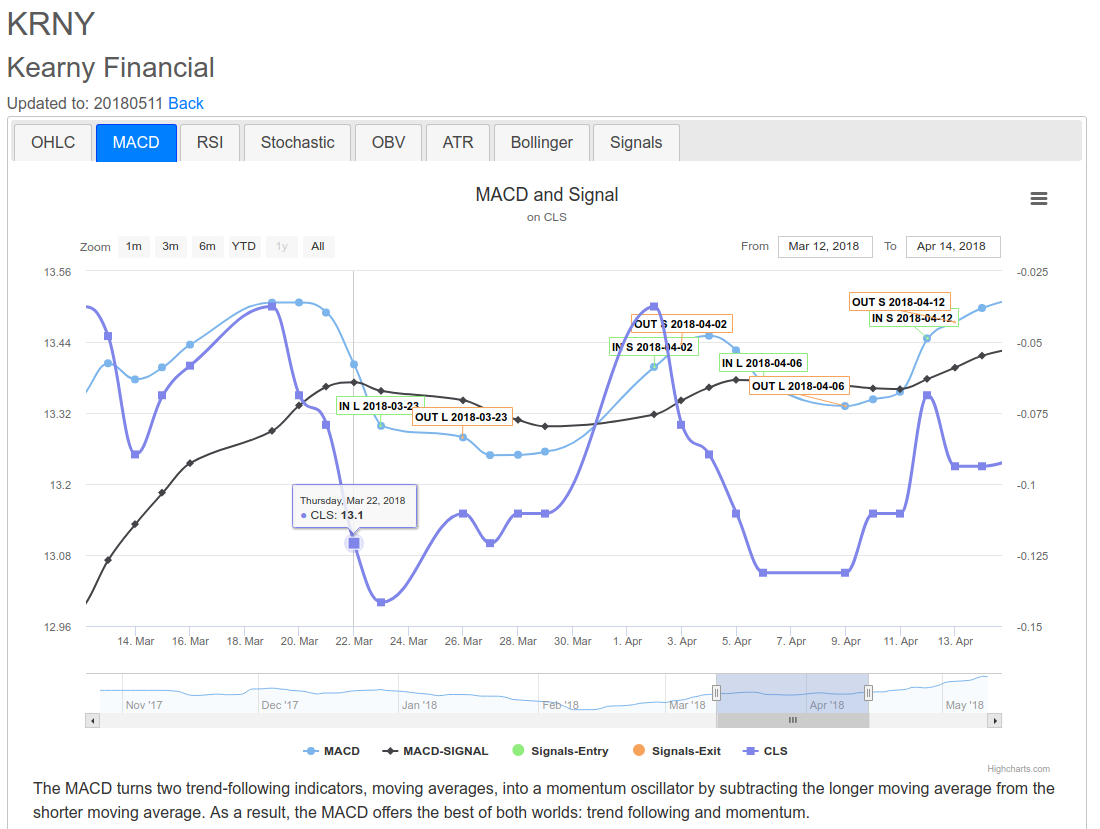 KRNY
Kearny Financial
Updated to: 20180511 Back
OHLC MACD RSI Stochastic OBV ATR Bollinger Signals
MACD and Signal
on CLS
Zoom 1m 3m 6m YTD 1y All From Mar 12, 2018 To Apr 14, 2018
13.56 -0.025
OUT S 2018-04-12
IN S 2018-04-12
OUT S 2018-04-02
13.44 IN S 2018-04-02 -0.05
IN L 2018-04-06
OUT L 2018-04-06
IN L 2018-03-23
13.32 OUT L 2018-03-23 -0.075
13.2 -0.1
Thursday, Mar 22, 2018
● CLS: 13.1
13.08 -0.125
12.96 -0.15
14. Mar 16. Mar 18. Mar 20. Mar 22. Mar 24. Mar 26. Mar 28. Mar 30. Mar 1. Apr 3. Apr 5. Apr 7. Apr 9. Apr 11. Apr 13. Apr
Nov '17 Dec '17 Jan '18 Feb '18 Mar '18 Apr '18 May '18
MACD MACD-SIGNAL Signals-Entry Signals-Exit CLS
Highcharts.com
The MACD turns two trend-following indicators, moving averages, into a momentum oscillator by subtracting the longer moving average from the
shorter moving average. As a result, the MACD offers the best of both worlds: trend following and momentum.